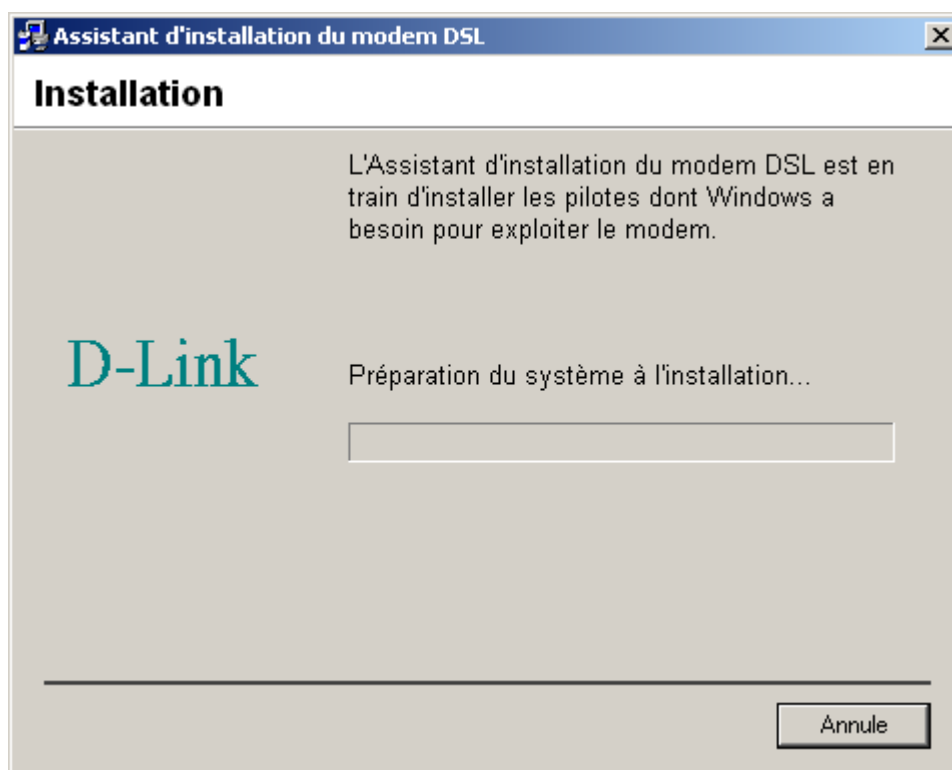 Assistant d'installation du modem DSL
Installation
L'Assistant d'installation du modem DSL est en
train d'installer les pilotes dont Windows a
besoin pour exploiter le modem.
D-Link
Préparation du système à l'installation...
Annule